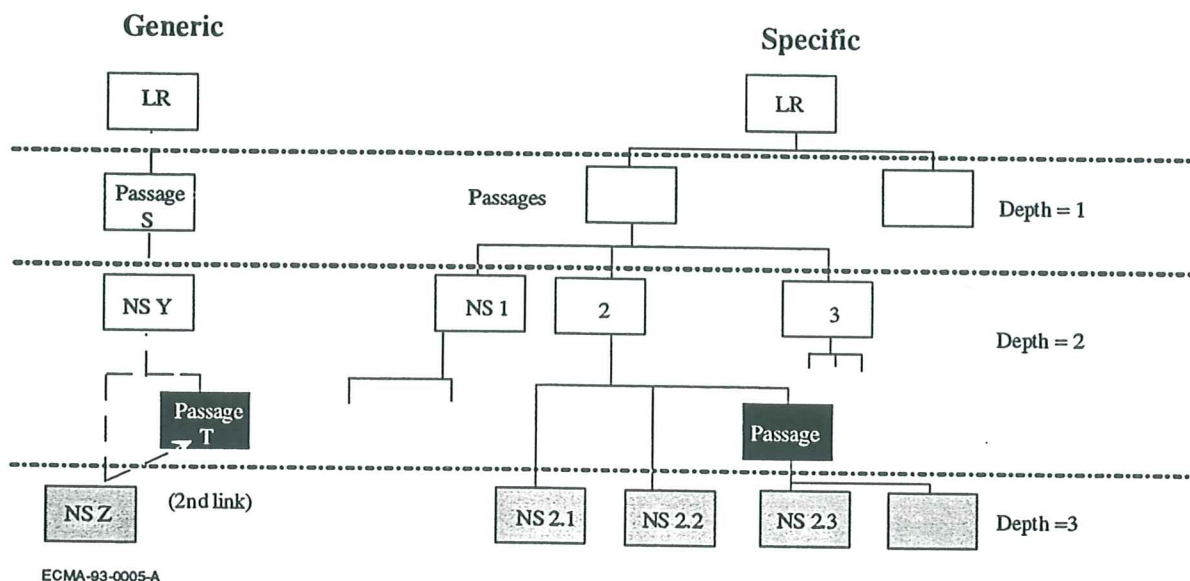 Generic
Specific
LR
LR
Passage
S
Passages
Depth = 1
NS Y
NS 1
2
3
Depth = 2
Passage
T
Passage
NS Z
(2nd link)
NS 2.1
NS 2.2
NS 2.3
Depth =3
ECMA-93-0005-A